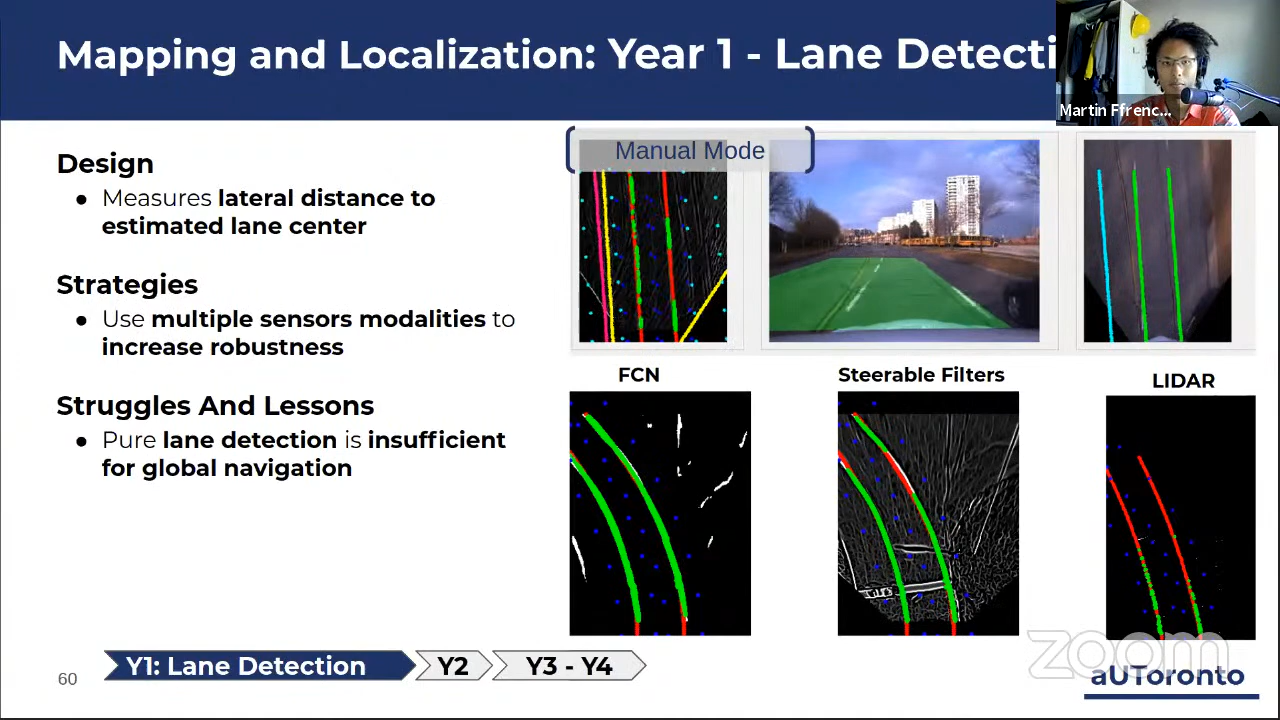 Mapping and Localization: Year 1 - Lane Detecti
Martin Ffrenc...
Design
● Measures lateral distance to
estimated lane center
Strategies
● Use multiple sensors modalities to
increase robustness
Struggles And Lessons
● Pure lane detection is insufficient
for global navigation
Manual Mode
FCN
Steerable Filters
LIDAR
Y1: Lane Detection
Y2
Y3 - Y4
60
zoom
aUToronto